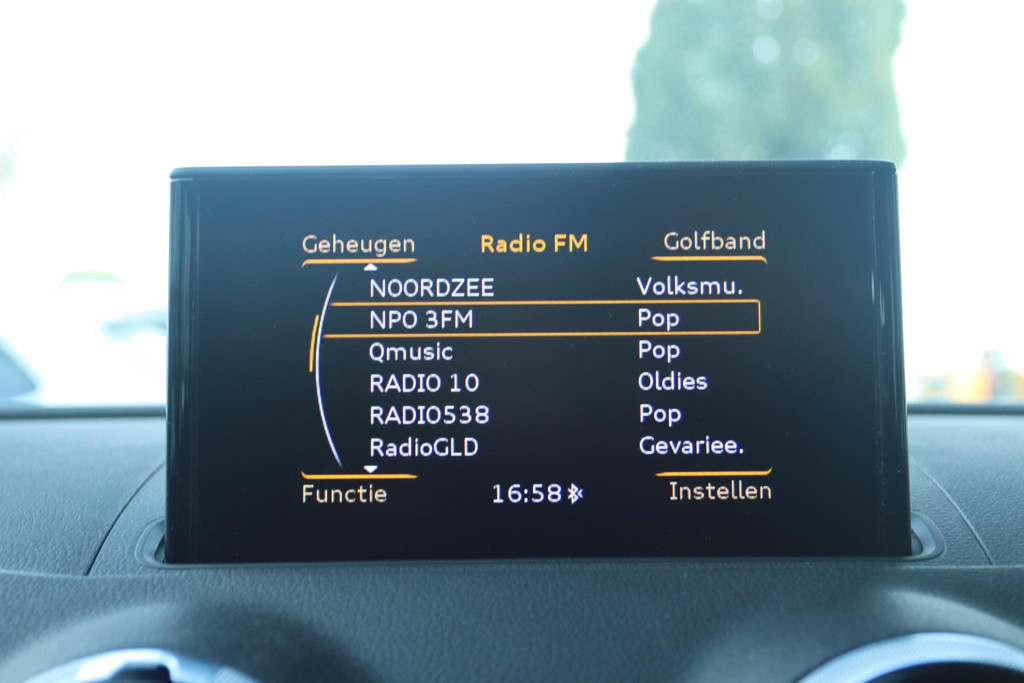 Geheugen Radio FM Golfband
NOORDZEE Volksmu.
NPO 3FM Pop
Qmusic Pop
RADIO 10 Oldies
RADIO538 Pop
RadioGLD Gevariee.
Functie 16:58 Instellen